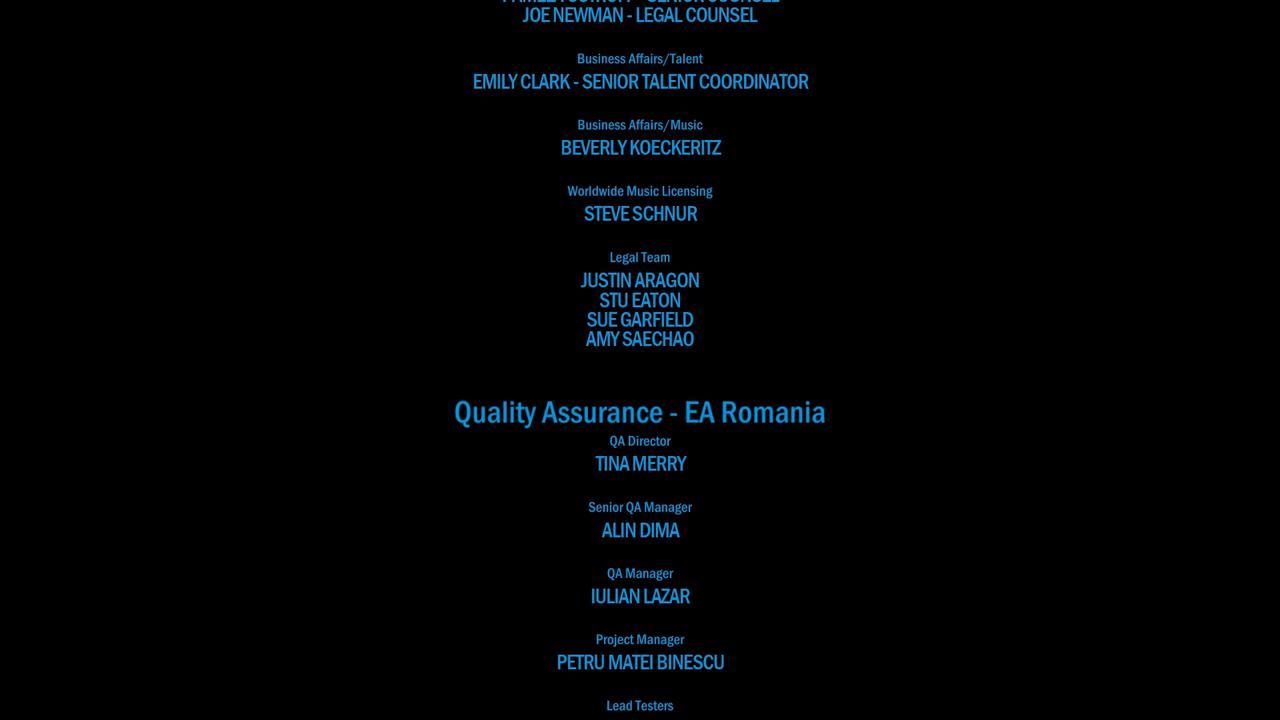 JOE NEWMAN - LEGAL COUNSEL
Business Affairs/Talent
EMILY CLARK - SENIOR TALENT COORDINATOR
Business Affairs/Music
BEVERLY KOECKERITZ
Worldwide Music Licensing
STEVE SCHNUR
Legal Team
JUSTIN ARAGON
STU EATON
SUE GARFIELD
AMY SAECHAO
Quality Assurance - EA Romania
QA Director
TINA MERRY
Senior QA Manager
ALIN DIMA
QA Manager
IULIAN LAZAR
Project Manager
PETRU MATEI BINESCU
Lead Testers